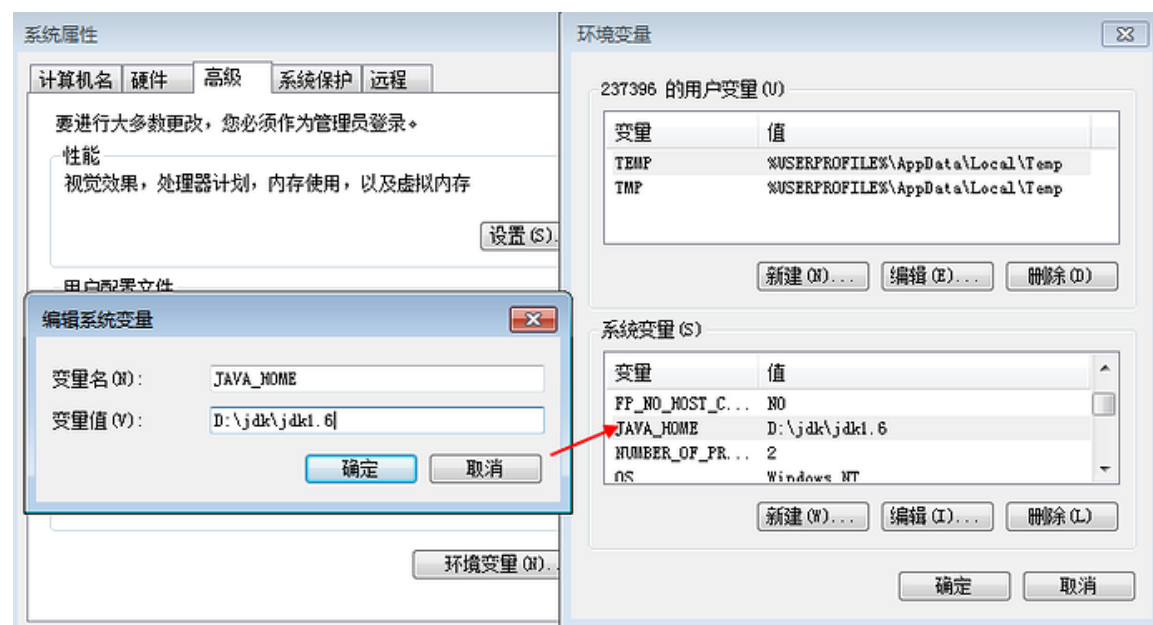 系统属性
计算机名 硬件 高级 系统保护 远程
要进行大多数更改，您必须作为管理员登录。
性能
视觉效果，处理器计划，内存使用，以及虚拟内存
设置(S).
用户配置文件
编辑系统变量
变量名(N): JAVA_HOME
变量值(V): D:\jdk\jdk1.6
确定 取消
环境变量(N)..
环境变量
237396 的用户变量(U)
变量 值
TEMP %USERPROFILE%\AppData\Local\Temp
TMP %USERPROFILE%\AppData\Local\Temp
新建(N)... 编辑(E)... 删除(D)
系统变量(S)
变量 值
FP_NO_HOST_C... NO
JAVA_HOME D:\jdk\jdk1.6
NUMBER_OF_PR... 2
OS Windows_NT
新建(W)... 编辑(I)... 删除(L)
确定 取消